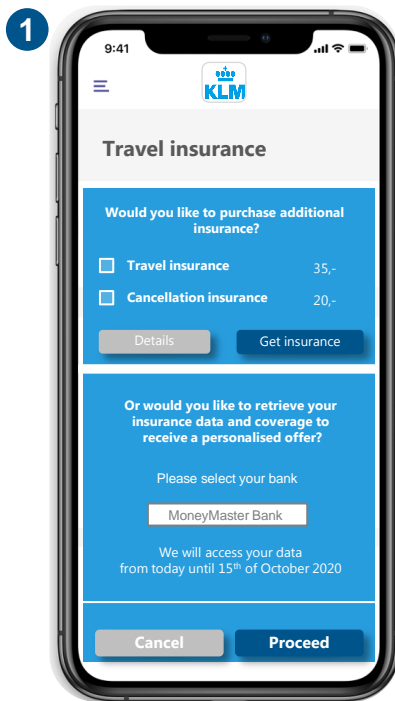 1
9:41
KLM
Travel insurance
Would you like to purchase additional
insurance?
Travel insurance 35,-
Cancellation insurance 20,-
Details Get insurance
Or would you like to retrieve your
insurance data and coverage to
receive a personalised offer?
Please select your bank
MoneyMaster Bank
We will access your data
from today until 15th of October 2020
Cancel Proceed